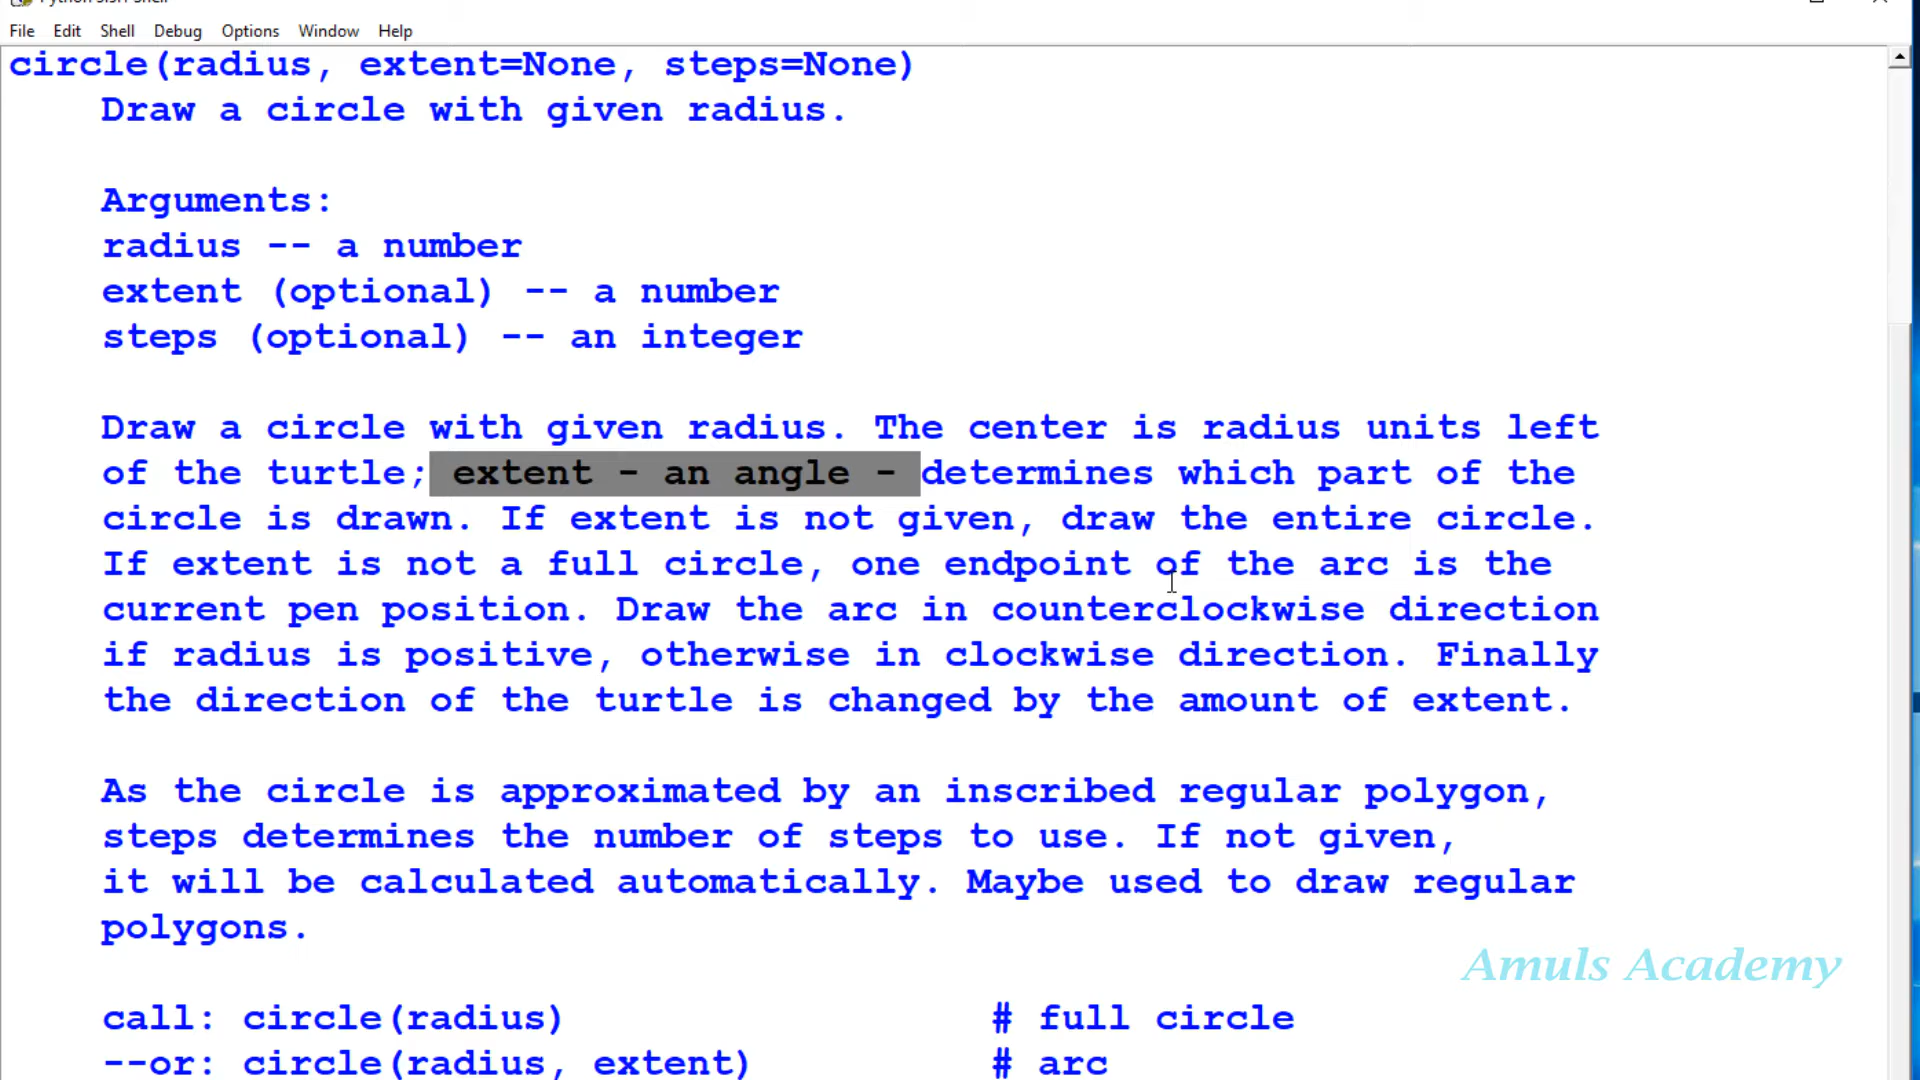 File Edit Shell Debug Options Window Help
circle(radius, extent=None, steps=None)
Draw a circle with given radius.
Arguments:
radius -- a number
extent (optional) -- a number
steps (optional) -- an integer
Draw a circle with given radius. The center is radius units left
of the turtle; extent - an angle - determines which part of the
circle is drawn. If extent is not given, draw the entire circle.
If extent is not a full circle, one endpoint of the arc is the
current pen position. Draw the arc in counterclockwise direction
if radius is positive, otherwise in clockwise direction. Finally
the direction of the turtle is changed by the amount of extent.
As the circle is approximated by an inscribed regular polygon,
steps determines the number of steps to use. If not given,
it will be calculated automatically. Maybe used to draw regular
polygons.
Amuls Academy
call: circle(radius) # full circle
--or: circle(radius, extent) # arc